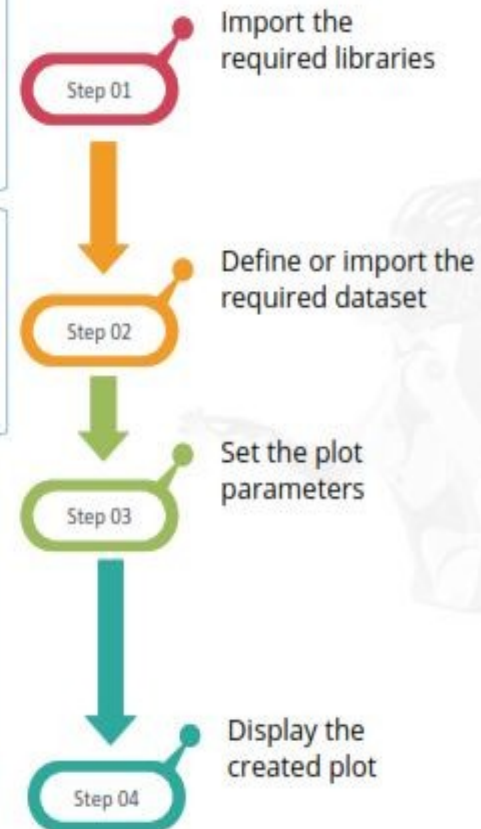 Import the
required libraries
Step 01
Define or import the
required dataset
Step 02
Set the plot
parameters
Step 03
Display the
created plot
Step 04